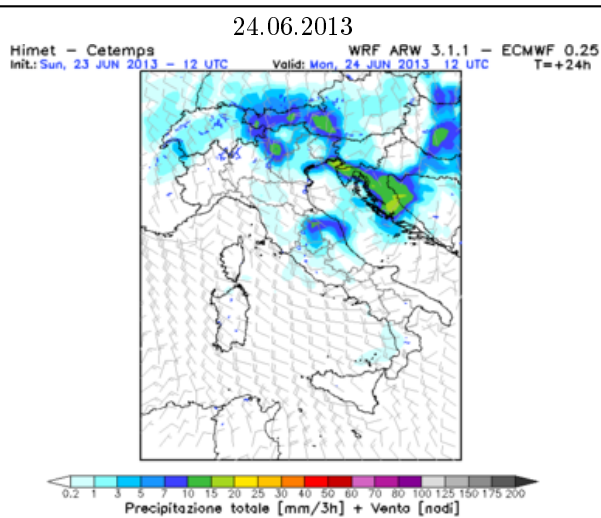 24.06.2013
Himet - Cetemps WRF ARW 3.1.1 - ECMWF 0.25
Init.: Sun, 23 JUN 2013 - 12 UTC Valid: Mon, 24 JUN 2013 12 UTC T=+24h
0.2 1 3 5 7 10 15 20 25 30 40 50 60 70 80 100 125 150 175 200
Precipitazione totale [mm/3h] + Vento [nodi]